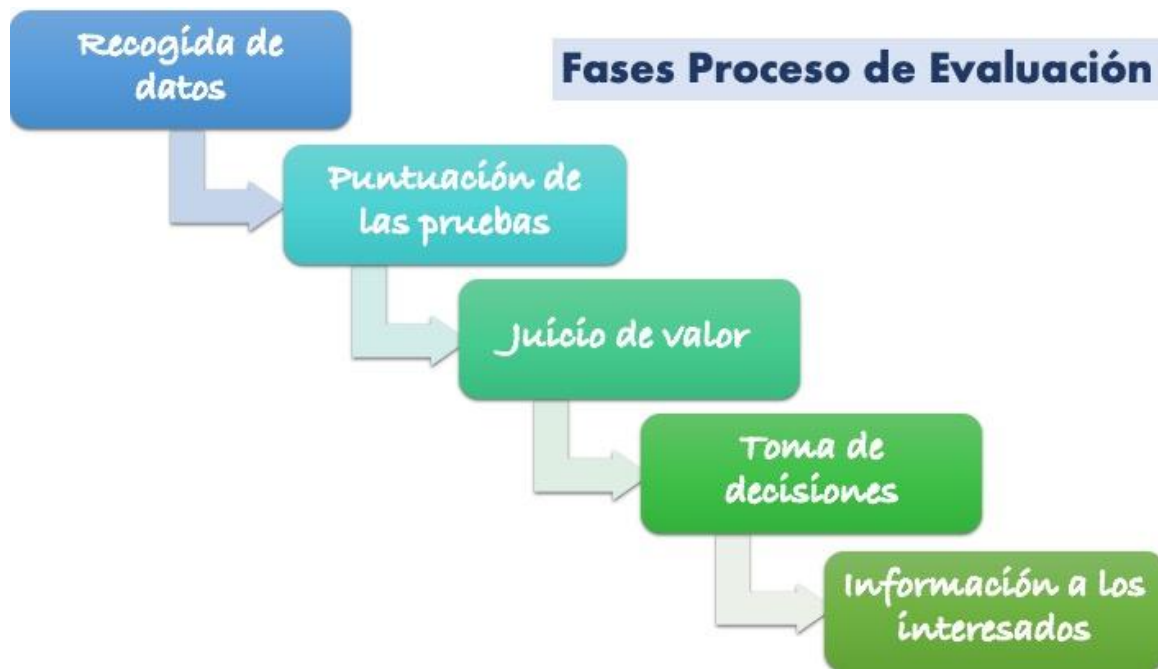 Recogida de
datos
Fases Proceso de Evaluación
Puntuación de
las pruebas
Juicio de valor
Toma de
decisiones
Información a los
interesados